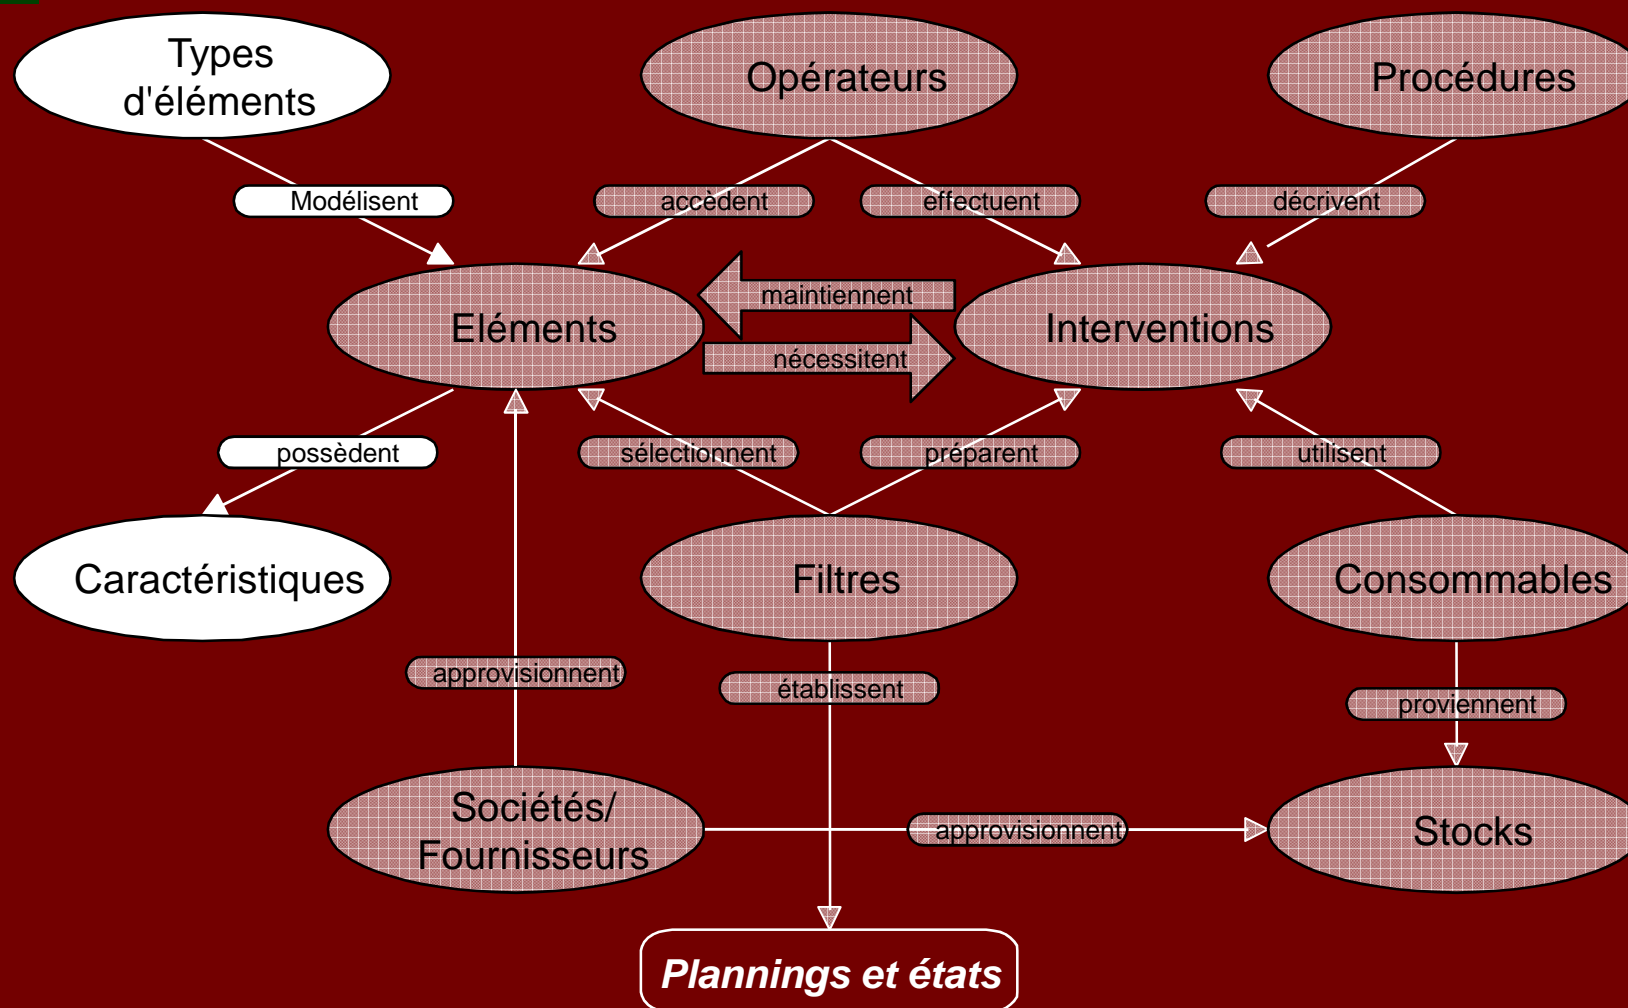 Types
d'éléments
Opérateurs
Procédures
Modélisent
accèdent
effectuent
décrivent
maintiennent
Eléments
Interventions
nécessitent
possèdent
sélectionnent
préparent
utilisent
Caractéristiques
Filtres
Consommables
approvisionnent
établissent
proviennent
Sociétés/
Fournisseurs
approvisionnent
Stocks
Plannings et états